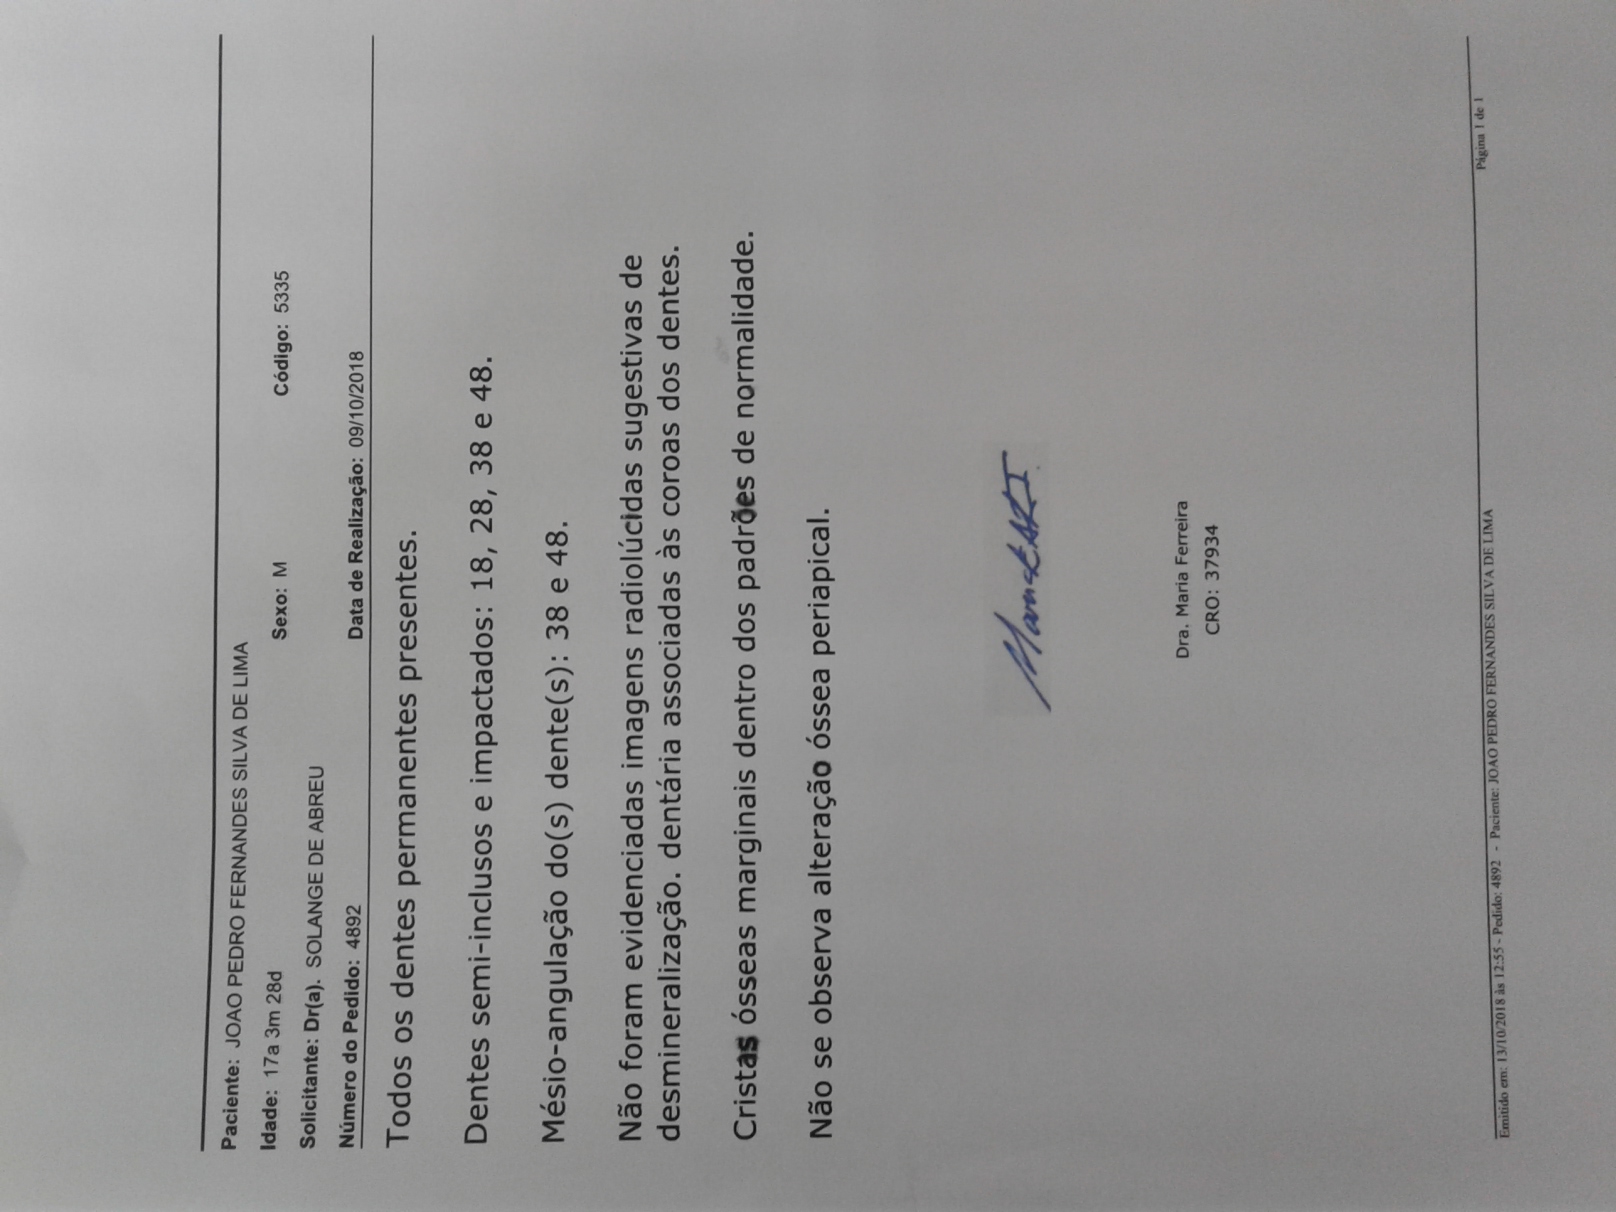 Paciente: JOAO PEDRO FERNANDES SILVA DE LIMA
Idade: 17a 3m 28d Sexo: M Código: 5335
Solicitante: Dr(a). SOLANGE DE ABREU
Número do Pedido: 4892 Data de Realização: 09/10/2018
Todos os dentes permanentes presentes.
Dentes semi-inclusos e impactados: 18, 28, 38 e 48.
Mésio-angulação do(s) dente(s): 38 e 48.
Não foram evidenciadas imagens radiolúcidas sugestivas de
desmineralização. dentária associadas às coroas dos dentes.
Cristas ósseas marginais dentro dos padrões de normalidade.
Não se observa alteração óssea periapical.
Dra. Maria Ferreira
CRO: 37934
Emitido em: 13/10/2018 às 12:55 - Pedido: 4892 - Paciente: JOAO PEDRO FERNANDES SILVA DE LIMA Página 1 de 1